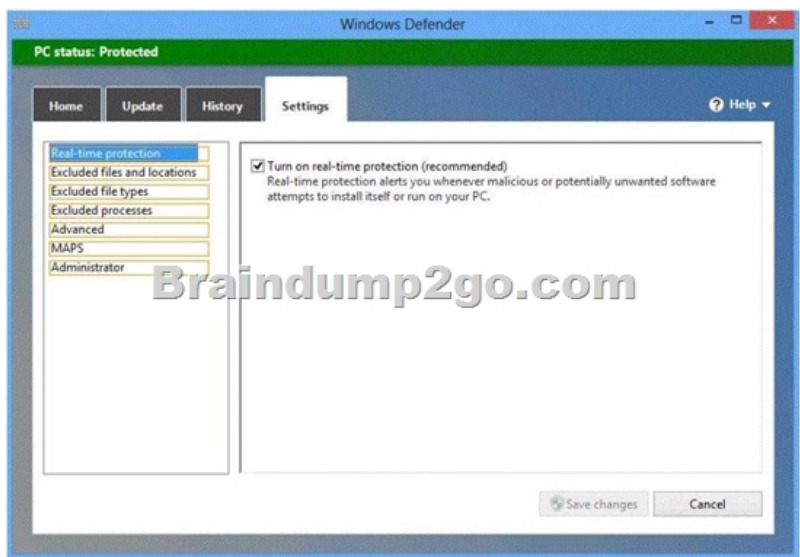 Windows Defender
PC status: Protected
Home
Update
History
Settings
Help
Real-time protection
Excluded files and locations
Excluded file types
Excluded processes
Advanced
MAPS
Administrator
Turn on real-time protection (recommended)
Real-time protection alerts you whenever malicious or potentially unwanted software
attempts to install itself or run on your PC.
Braindump2go.com
Save changes
Cancel